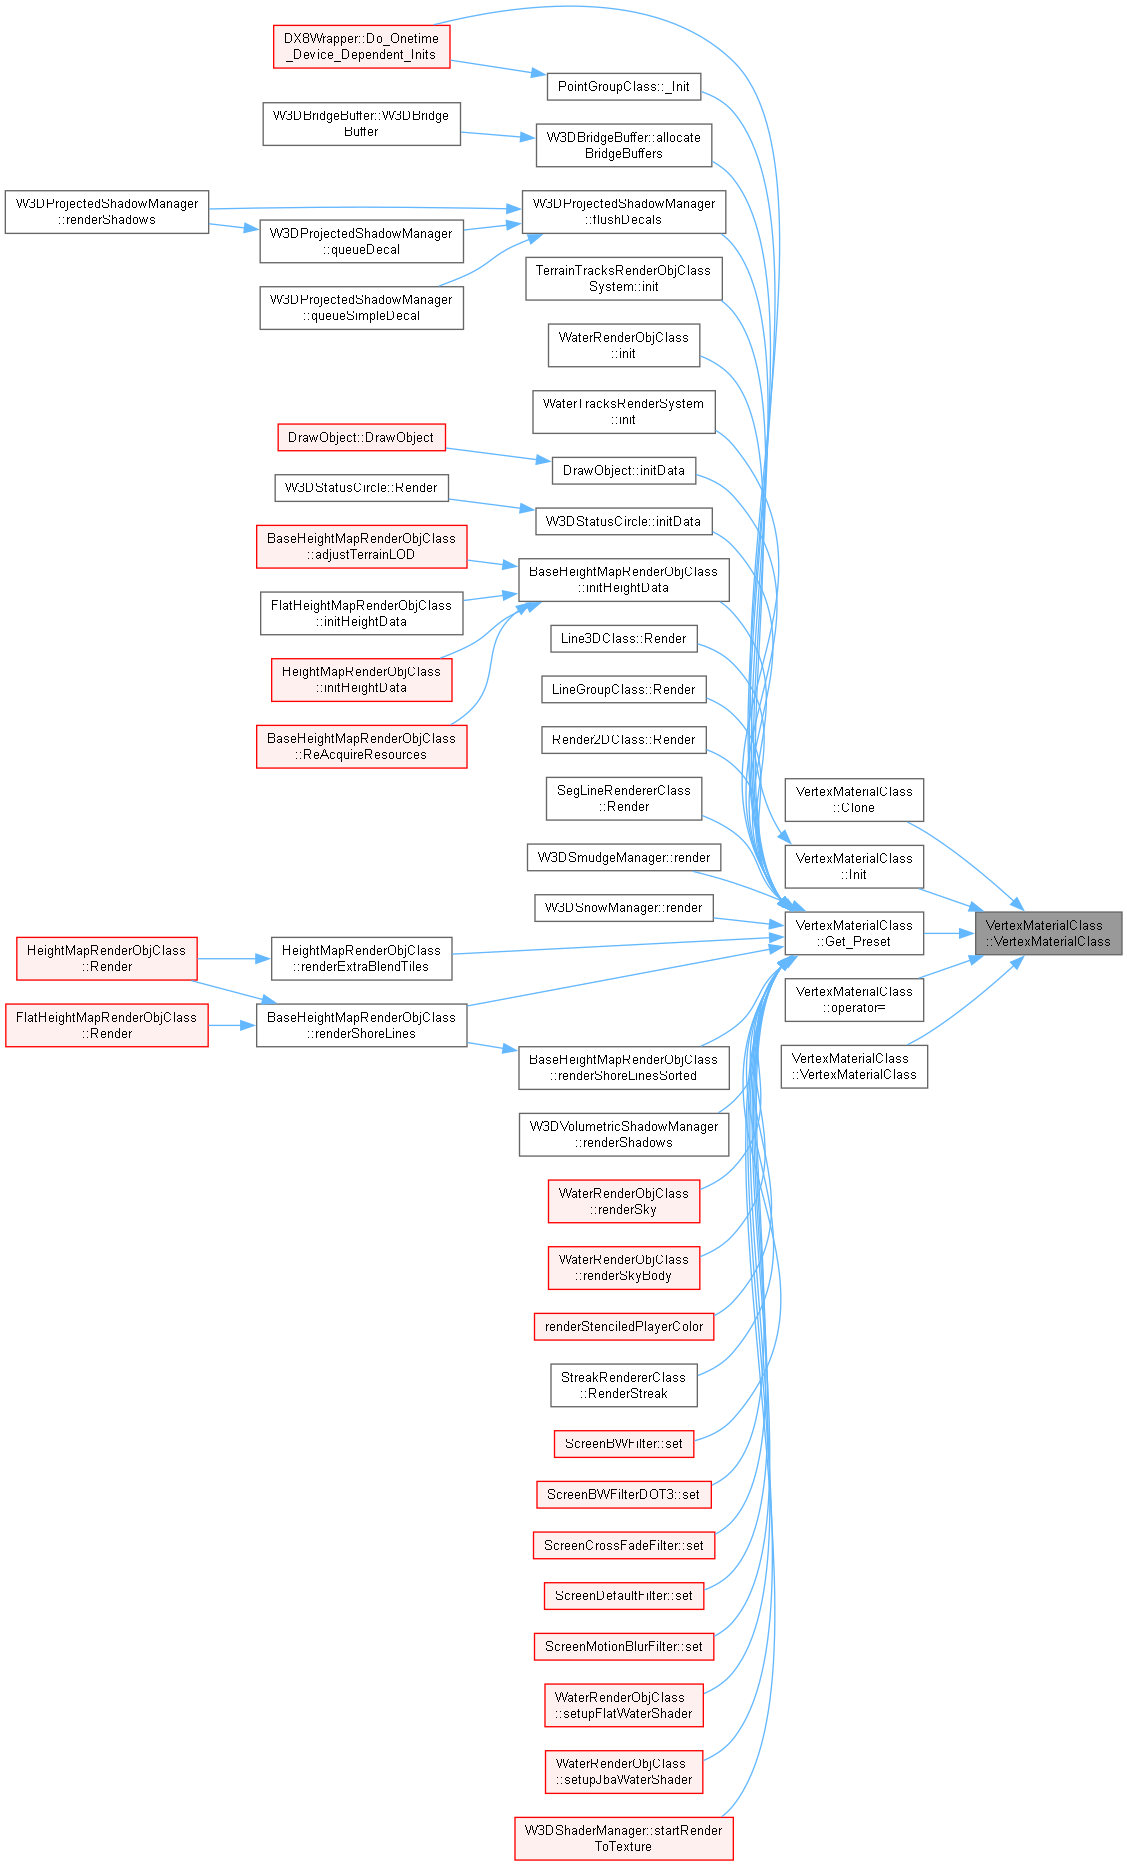 DX8Wrapper::Do_Onetime
_Device_Dependent_Inits
PointGroupClass::_Init
W3DBridgeBuffer::W3DBridge
Buffer
W3DBridgeBuffer::allocate
BridgeBuffers
W3DProjectedShadowManager
::renderShadows
W3DProjectedShadowManager
::flushDecals
W3DProjectedShadowManager
::queueDecal
W3DProjectedShadowManager
::queueSimpleDecal
TerrainTracksRenderObjClass
System::init
WaterRenderObjClass
::init
WaterTracksRenderSystem
::init
DrawObject::DrawObject
DrawObject::initData
W3DStatusCircle::Render
W3DStatusCircle::initData
BaseHeightMapRenderObjClass
::adjustTerrainLOD
BaseHeightMapRenderObjClass
::initHeightData
FlatHeightMapRenderObjClass
::initHeightData
HeightMapRenderObjClass
::initHeightData
BaseHeightMapRenderObjClass
::ReAcquireResources
Line3DClass::Render
LineGroupClass::Render
Render2DClass::Render
SegLineRendererClass
::Render
W3DSmudgeManager::render
W3DSnowManager::render
VertexMaterialClass
::Clone
VertexMaterialClass
::Init
VertexMaterialClass
::Get_Preset
VertexMaterialClass
::VertexMaterialClass
VertexMaterialClass
::operator=
VertexMaterialClass
::VertexMaterialClass
HeightMapRenderObjClass
::Render
HeightMapRenderObjClass
::renderExtraBlendTiles
FlatHeightMapRenderObjClass
::Render
BaseHeightMapRenderObjClass
::renderShoreLines
BaseHeightMapRenderObjClass
::renderShoreLinesSorted
W3DVolumetricShadowManager
::renderShadows
WaterRenderObjClass
::renderSky
WaterRenderObjClass
::renderSkyBody
renderStenciledPlayerColor
StreakRendererClass
::RenderStreak
ScreenBWFilter::set
ScreenBWFilterDOT3::set
ScreenCrossFadeFilter::set
ScreenDefaultFilter::set
ScreenMotionBlurFilter::set
WaterRenderObjClass
::setupFlatWaterShader
WaterRenderObjClass
::setupJbaWaterShader
W3DShaderManager::startRender
ToTexture